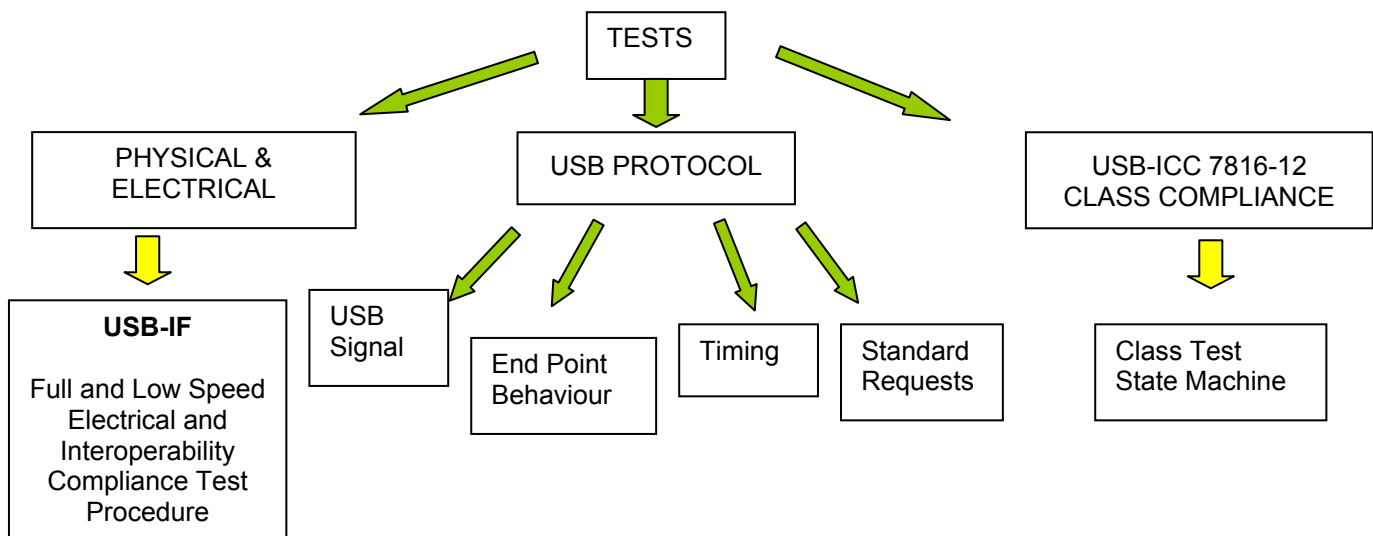 TESTS
PHYSICAL &
ELECTRICAL
USB PROTOCOL
USB-ICC 7816-12
CLASS COMPLIANCE
USB-IF
Full and Low Speed
Electrical and
Interoperability
Compliance Test
Procedure
USB
Signal
End Point
Behaviour
Timing
Standard
Requests
Class Test
State Machine